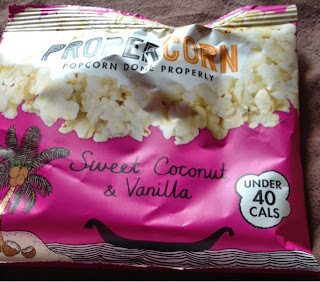 PROPERCORN
POPCORN DONE PROPERLY
Sweet Coconut
& Vanilla
UNDER
40
CALS